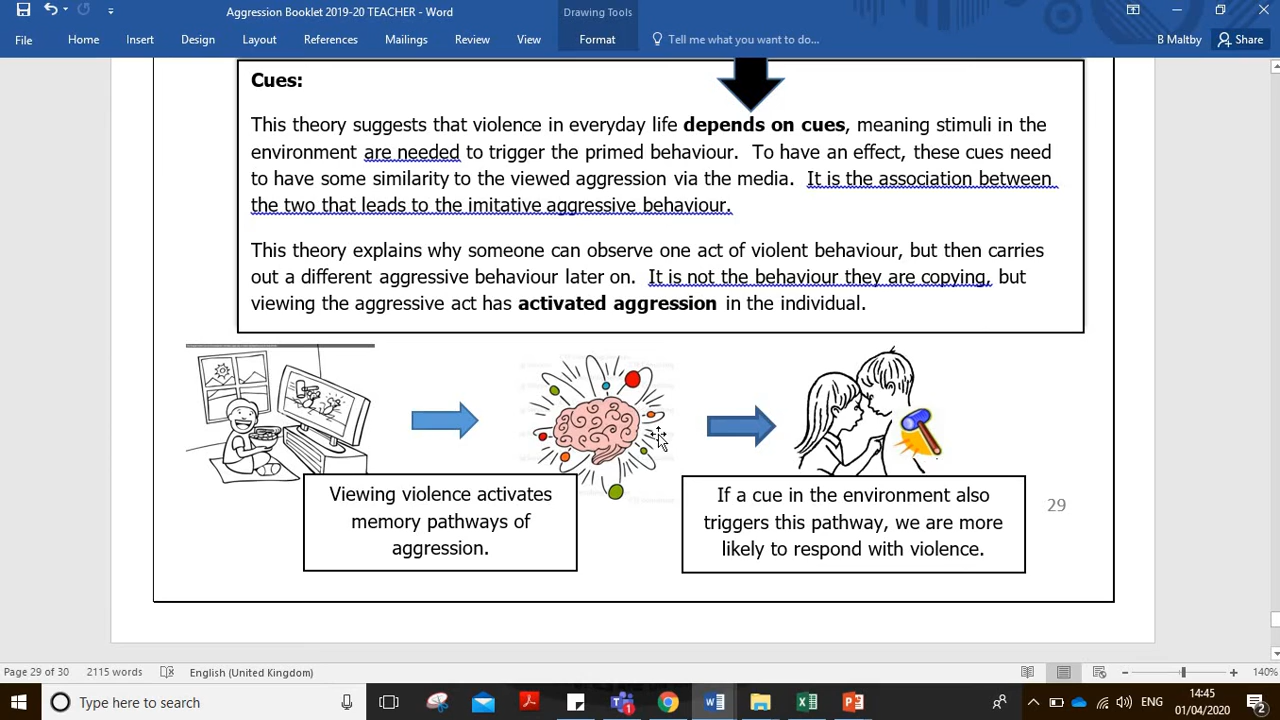 Aggression Booklet 2019-20 TEACHER - Word
Drawing Tools
File
Home
Insert
Design
Layout
References
Mailings
Review
View
Format
Tell me what you want to do...
B Maltby
Share
Cues:
This theory suggests that violence in everyday life depends on cues, meaning stimuli in the
environment are needed to trigger the primed behaviour. To have an effect, these cues need
to have some similarity to the viewed aggression via the media. It is the association between
the two that leads to the imitative aggressive behaviour.
This theory explains why someone can observe one act of violent behaviour, but then carries
out a different aggressive behaviour later on. It is not the behaviour they are copying, but
viewing the aggressive act has activated aggression in the individual.
Viewing violence activates
memory pathways of
aggression.
If a cue in the environment also
triggers this pathway, we are more
likely to respond with violence.
29
Page 29 of 30
2115 words
English (United Kingdom)
140%
Type here to search
1
ENG
14:45
01/04/2020
2